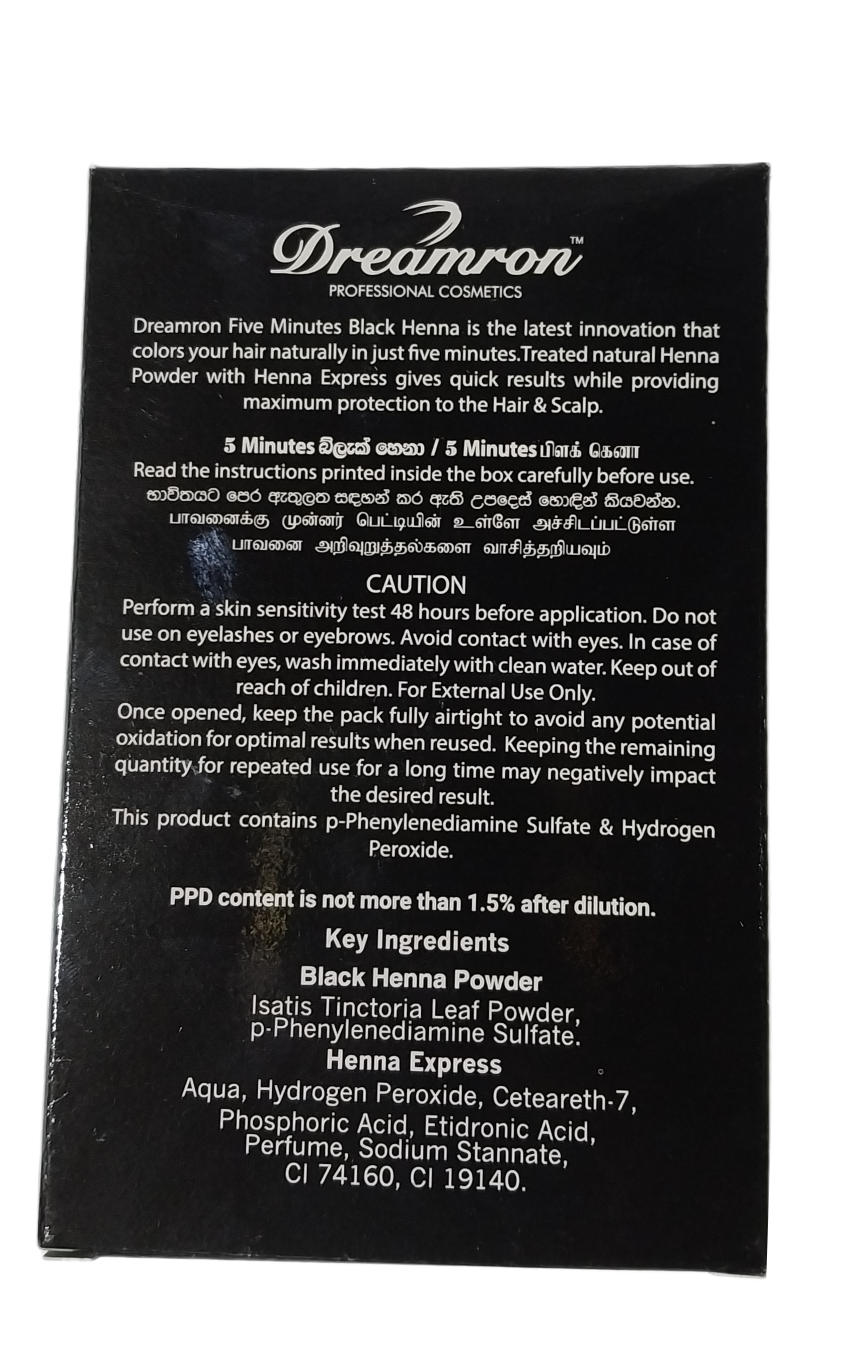 Dreamron™
PROFESSIONAL COSMETICS
Dreamron Five Minutes Black Henna is the latest innovation that
colors your hair naturally in just five minutes.Treated natural Henna
Powder with Henna Express gives quick results while providing
maximum protection to the Hair & Scalp.
5 Minutes බ්ලැක් හෙනා / 5 Minutes பிளக் கெனா
Read the instructions printed inside the box carefully before use.
භාවිතයට පෙර ඇතුලත සඳහන් කර ඇති උපදෙස් හොඳින් කියවන්න.
பாவனைக்கு முன்னர் பெட்டியின் உள்ளே அச்சிடப்பட்டுள்ள
பாவனை அறிவுறுத்தல்களை வாசித்தறியவும்
CAUTION
Perform a skin sensitivity test 48 hours before application. Do not
use on eyelashes or eyebrows. Avoid contact with eyes. In case of
contact with eyes, wash immediately with clean water. Keep out of
reach of children. For External Use Only.
Once opened, keep the pack fully airtight to avoid any potential
oxidation for optimal results when reused. Keeping the remaining
quantity for repeated use for a long time may negatively impact
the desired result.
This product contains p-Phenylenediamine Sulfate & Hydrogen
Peroxide.
PPD content is not more than 1.5% after dilution.
Key Ingredients
Black Henna Powder
Isatis Tinctoria Leaf Powder,
p-Phenylenediamine Sulfate.
Henna Express
Aqua, Hydrogen Peroxide, Ceteareth-7,
Phosphoric Acid, Etidronic Acid,
Perfume, Sodium Stannate,
CI 74160, CI 19140.